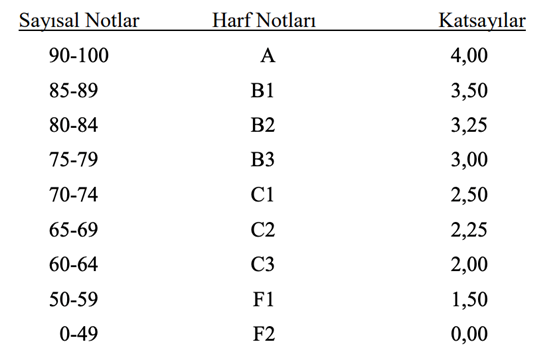 Sayısal Notlar Harf Notları Katsayılar
90-100 A 4,00
85-89 B1 3,50
80-84 B2 3,25
75-79 B3 3,00
70-74 C1 2,50
65-69 C2 2,25
60-64 C3 2,00
50-59 F1 1,50
0-49 F2 0,00